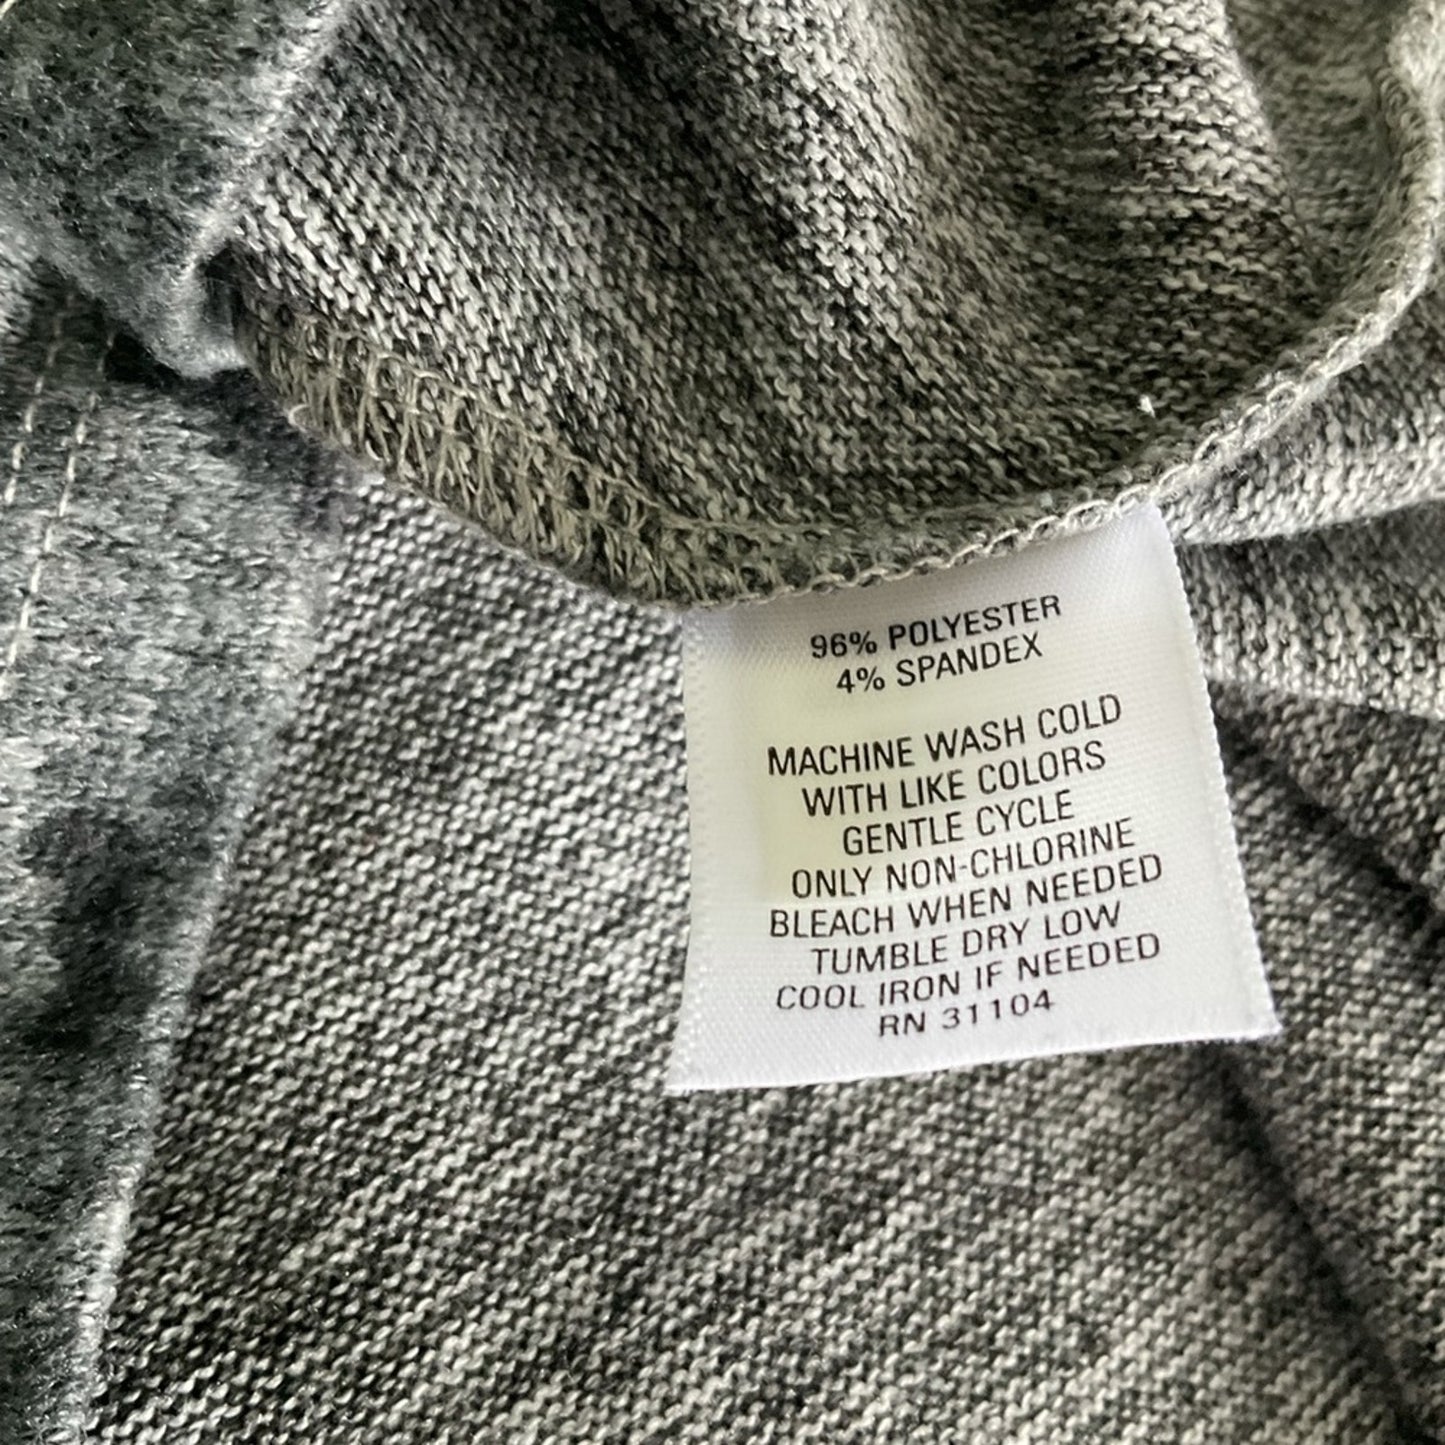 96% POLYESTER
4% SPANDEX
MACHINE WASH COLD
WITH LIKE COLORS
GENTLE CYCLE
ONLY NON-CHLORINE
BLEACH WHEN NEEDED
TUMBLE DRY LOW
COOL IRON IF NEEDED
RN 31104